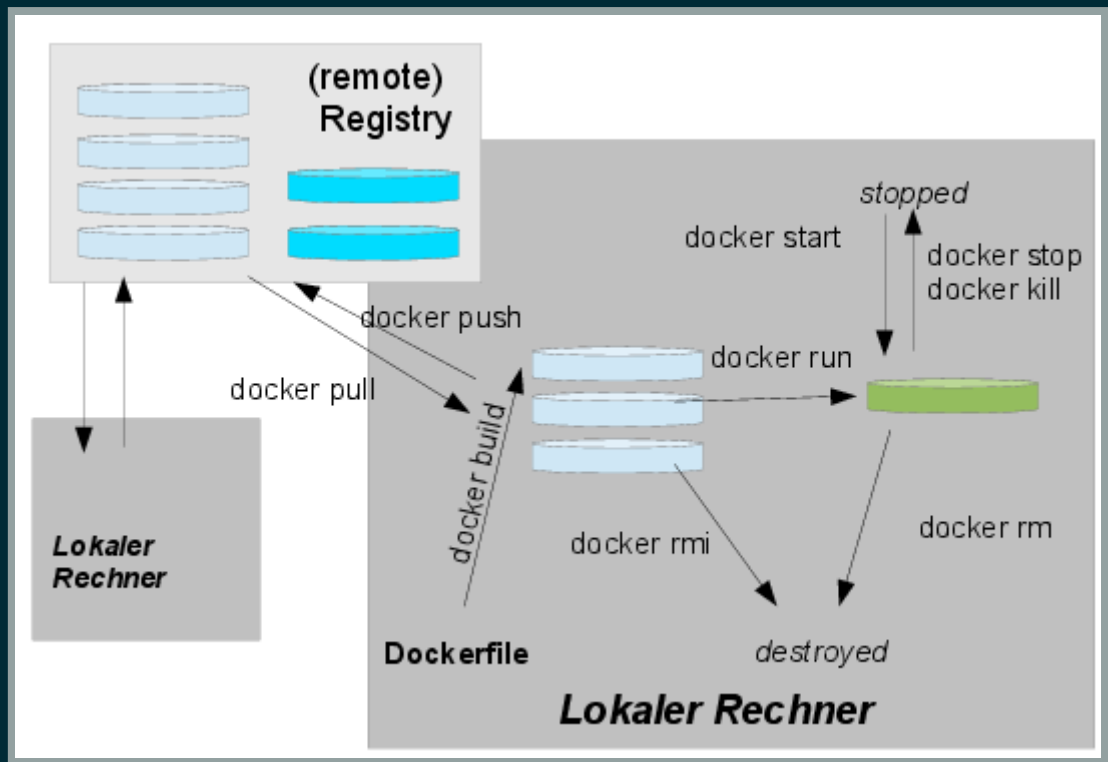 (remote)
Registry
stopped
docker start
docker stop
docker kill
docker push
docker run
docker pull
docker build
Lokaler
Rechner
docker rmi
docker rm
Dockerfile
destroyed
Lokaler Rechner